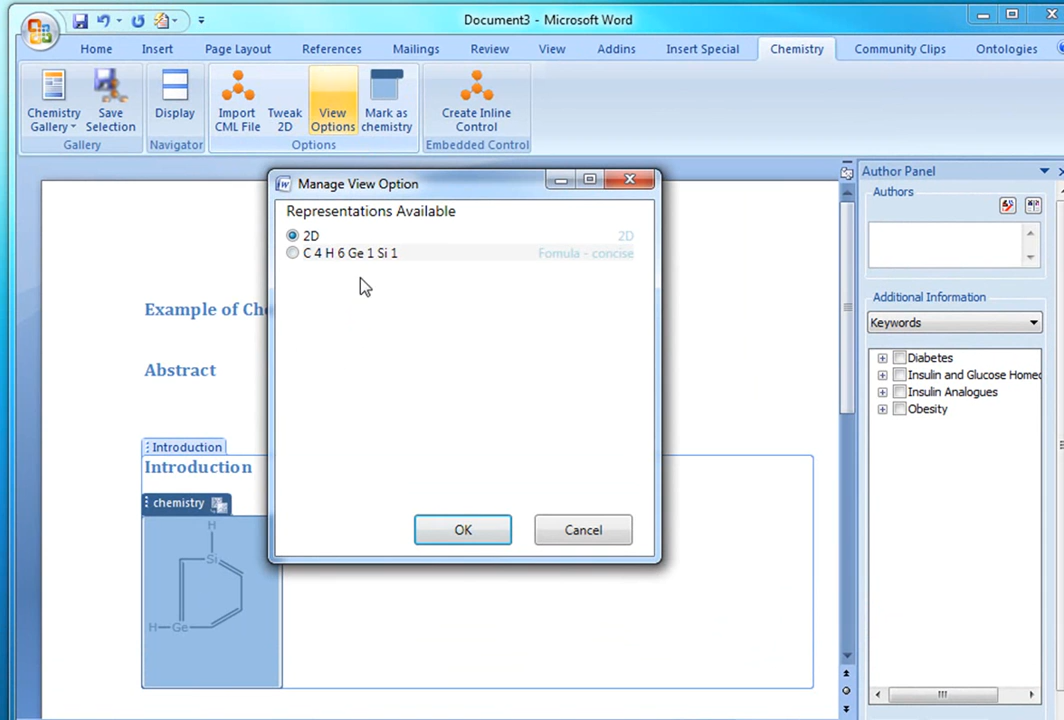 Document3 - Microsoft Word
Home Insert Page Layout References Mailings Review View Addins Insert Special Chemistry Community Clips Ontologies
Chemistry Gallery
Save Selection
Display
Import CML File
Tweak 2D
View Options
Mark as chemistry
Create Inline Control
Gallery Navigator Options Embedded Control
Manage View Option
Representations Available
2D 2D
C 4 H 6 Ge 1 Si 1 Formula - concise
OK Cancel
Example of Ch
Abstract
Introduction
Introduction
chemistry
H
Si
H Ge
Author Panel
Authors
Additional Information
Keywords
Diabetes
Insulin and Glucose Homeo
Insulin Analogues
Obesity